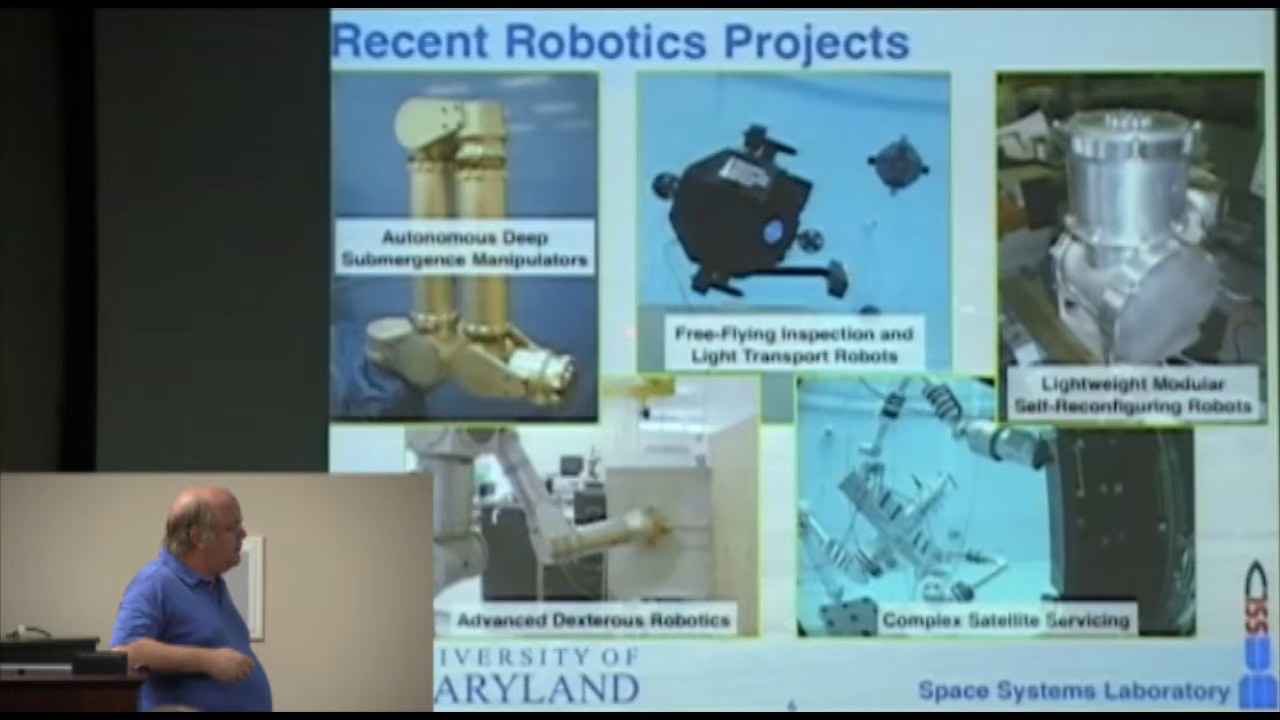 Recent Robotics Projects
Autonomous Deep
Submergence Manipulators
Free-Flying Inspection and
Light Transport Robots
Lightweight Modular
Self-Reconfiguring Robots
Advanced Dexterous Robotics
Complex Satellite Servicing
IVERSITY OF
ARYLAND
6
Space Systems Laboratory
SSL